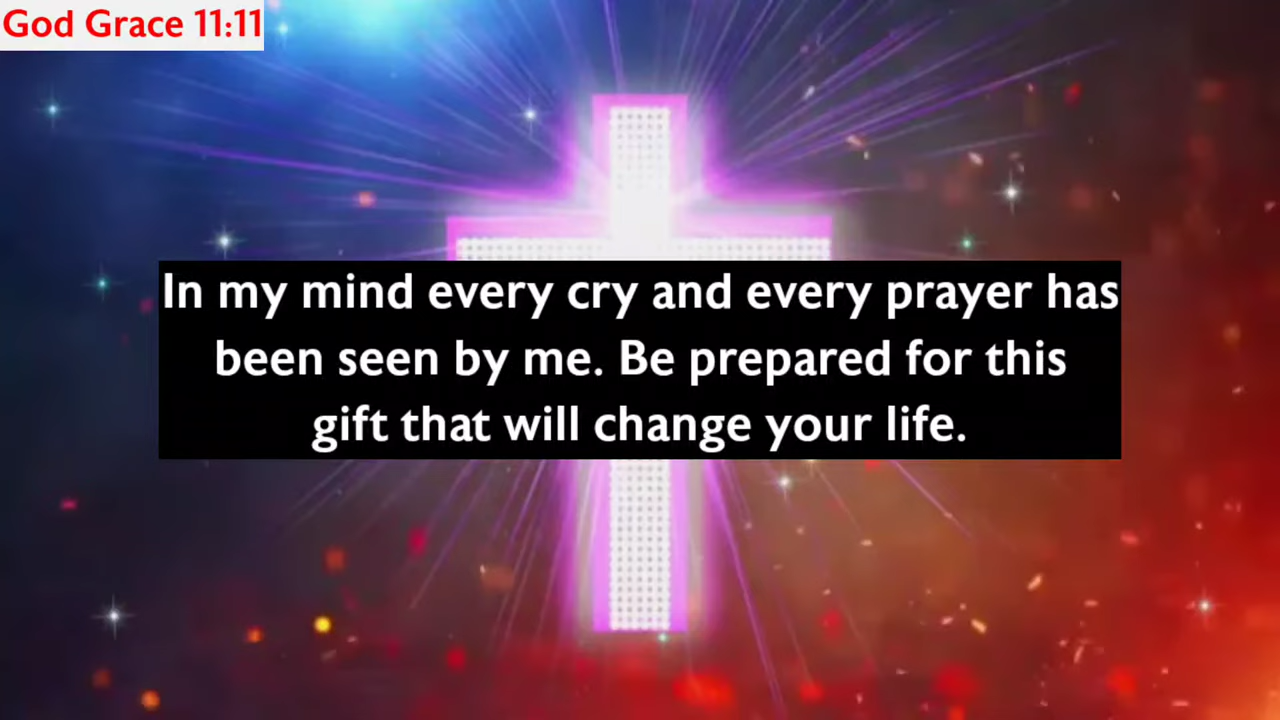 God Grace 11:11
In my mind every cry and every prayer has
been seen by me. Be prepared for this
gift that will change your life.